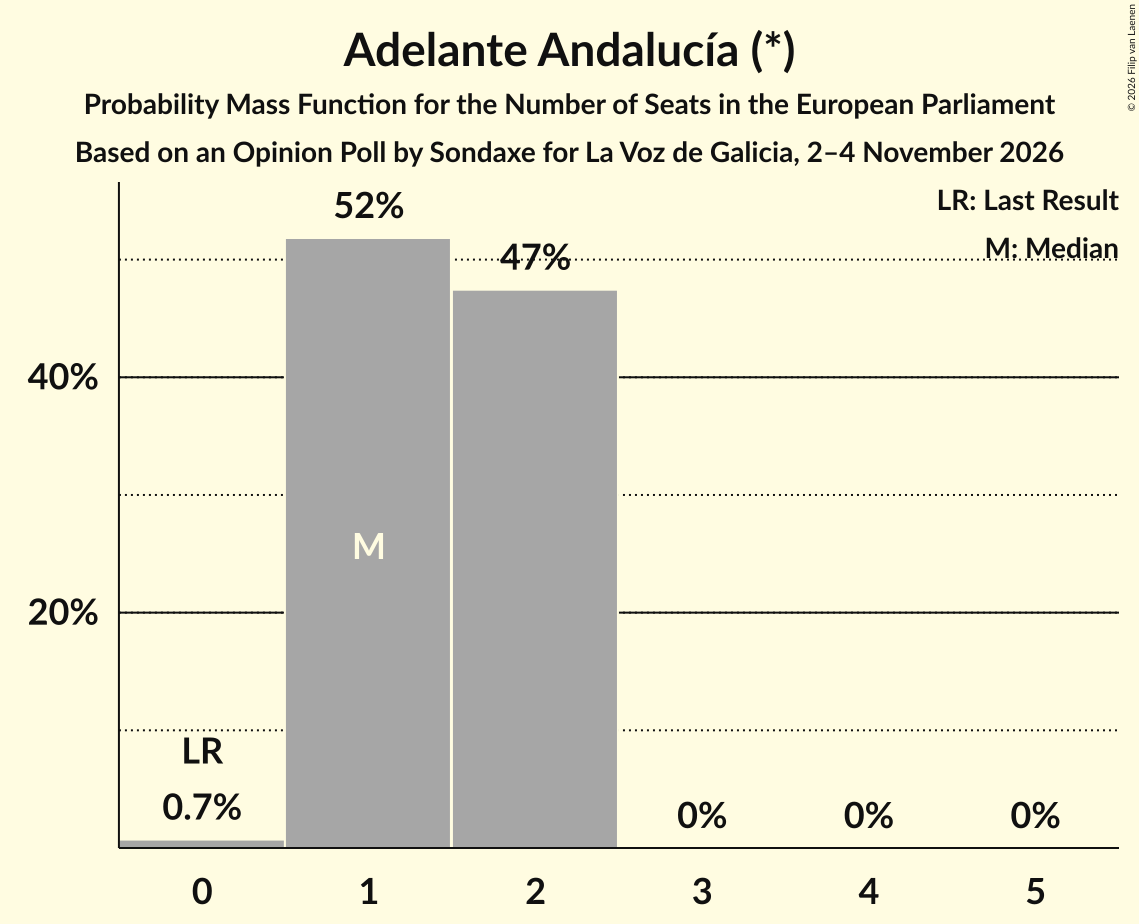 Adelante Andalucía (*)
Probability Mass Function for the Number of Seats in the European Parliament
Based on an Opinion Poll by Sondaxe for La Voz de Galicia, 2–4 November 2026
© 2026 Filip van Laenen
LR: Last Result
M: Median
52%
47%
40%
M
20%
LR
0.7%
0%
0%
0%
0
1
2
3
4
5